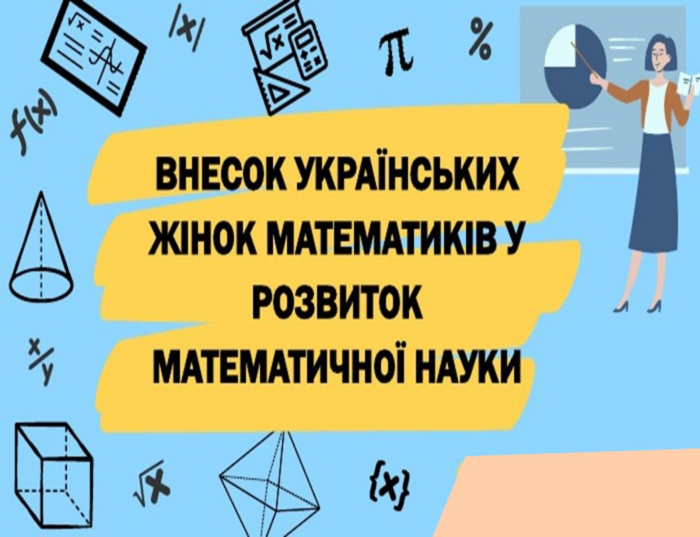 |x|
√x
π
%
f(x)
ВНЕСОК УКРАЇНСЬКИХ
ЖІНОК МАТЕМАТИКІВ У
РОЗВИТОК
МАТЕМАТИЧНОЇ НАУКИ
x/y
√x
{x}